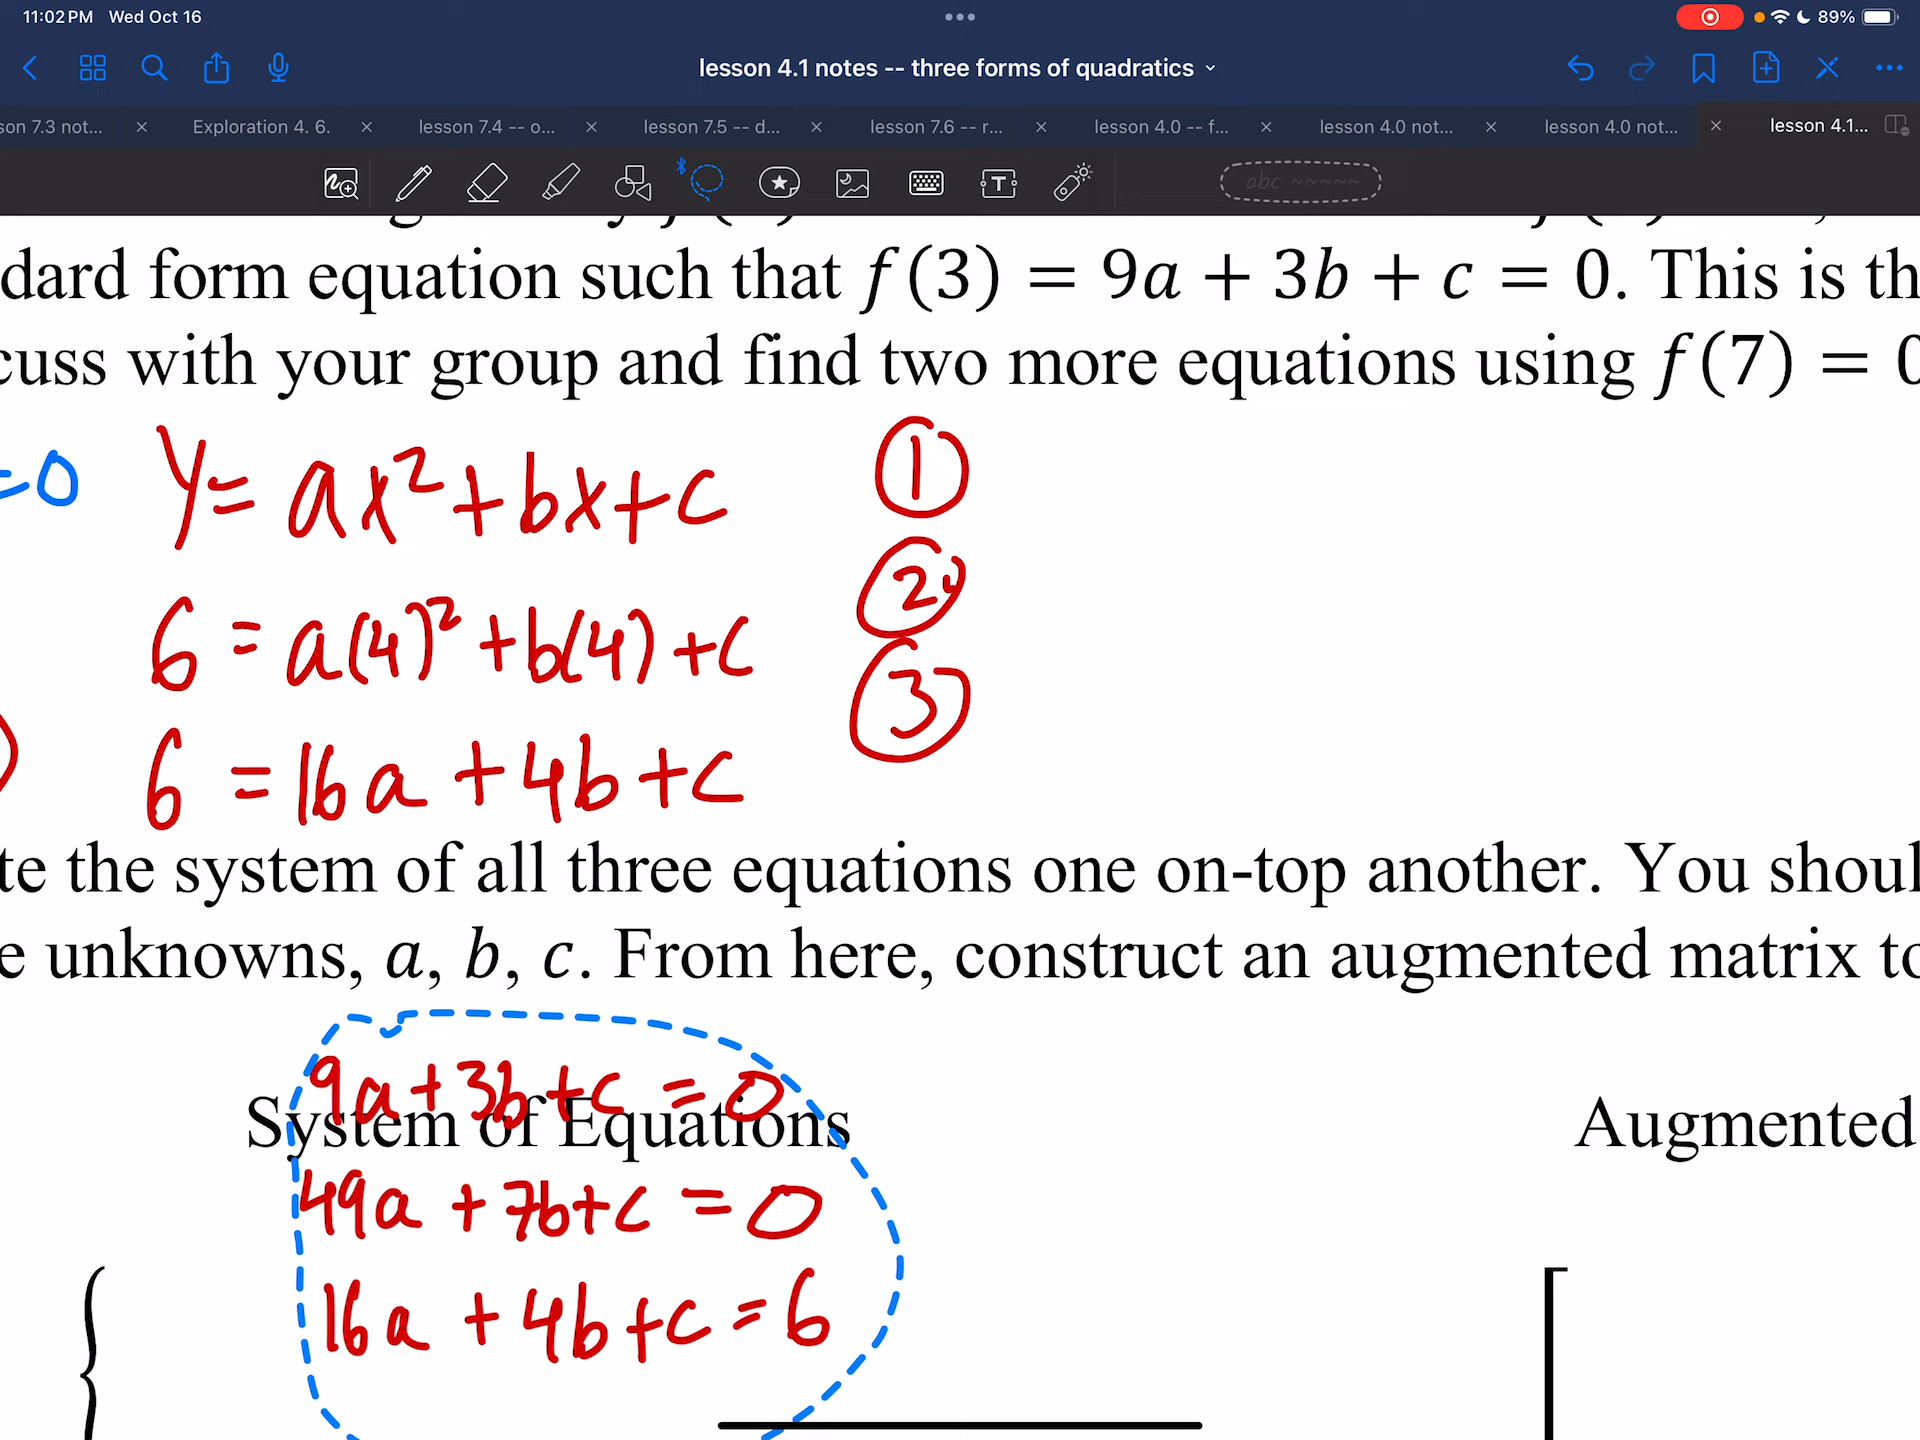 11:02 PM Wed Oct 16
89%
lesson 4.1 notes -- three forms of quadratics
son 7.3 not...
Exploration 4. 6.
lesson 7.4 -- o...
lesson 7.5 -- d...
lesson 7.6 -- r...
lesson 4.0 -- f...
lesson 4.0 not...
lesson 4.0 not...
lesson 4.1...
T
abc
dard form equation such that f(3) = 9a + 3b + c = 0. This is th
cuss with your group and find two more equations using f(7) = 0
=0 y = ax² + bx + c ①
6 = a(4)² + b(4) + c ②
③
6 = 16a + 4b + c
te the system of all three equations one on-top another. You shoul
e unknowns, a, b, c. From here, construct an augmented matrix to
9a + 3b + c = 0
System of Equations Augmented
49a + 7b + c = 0
16a + 4b + c = 6